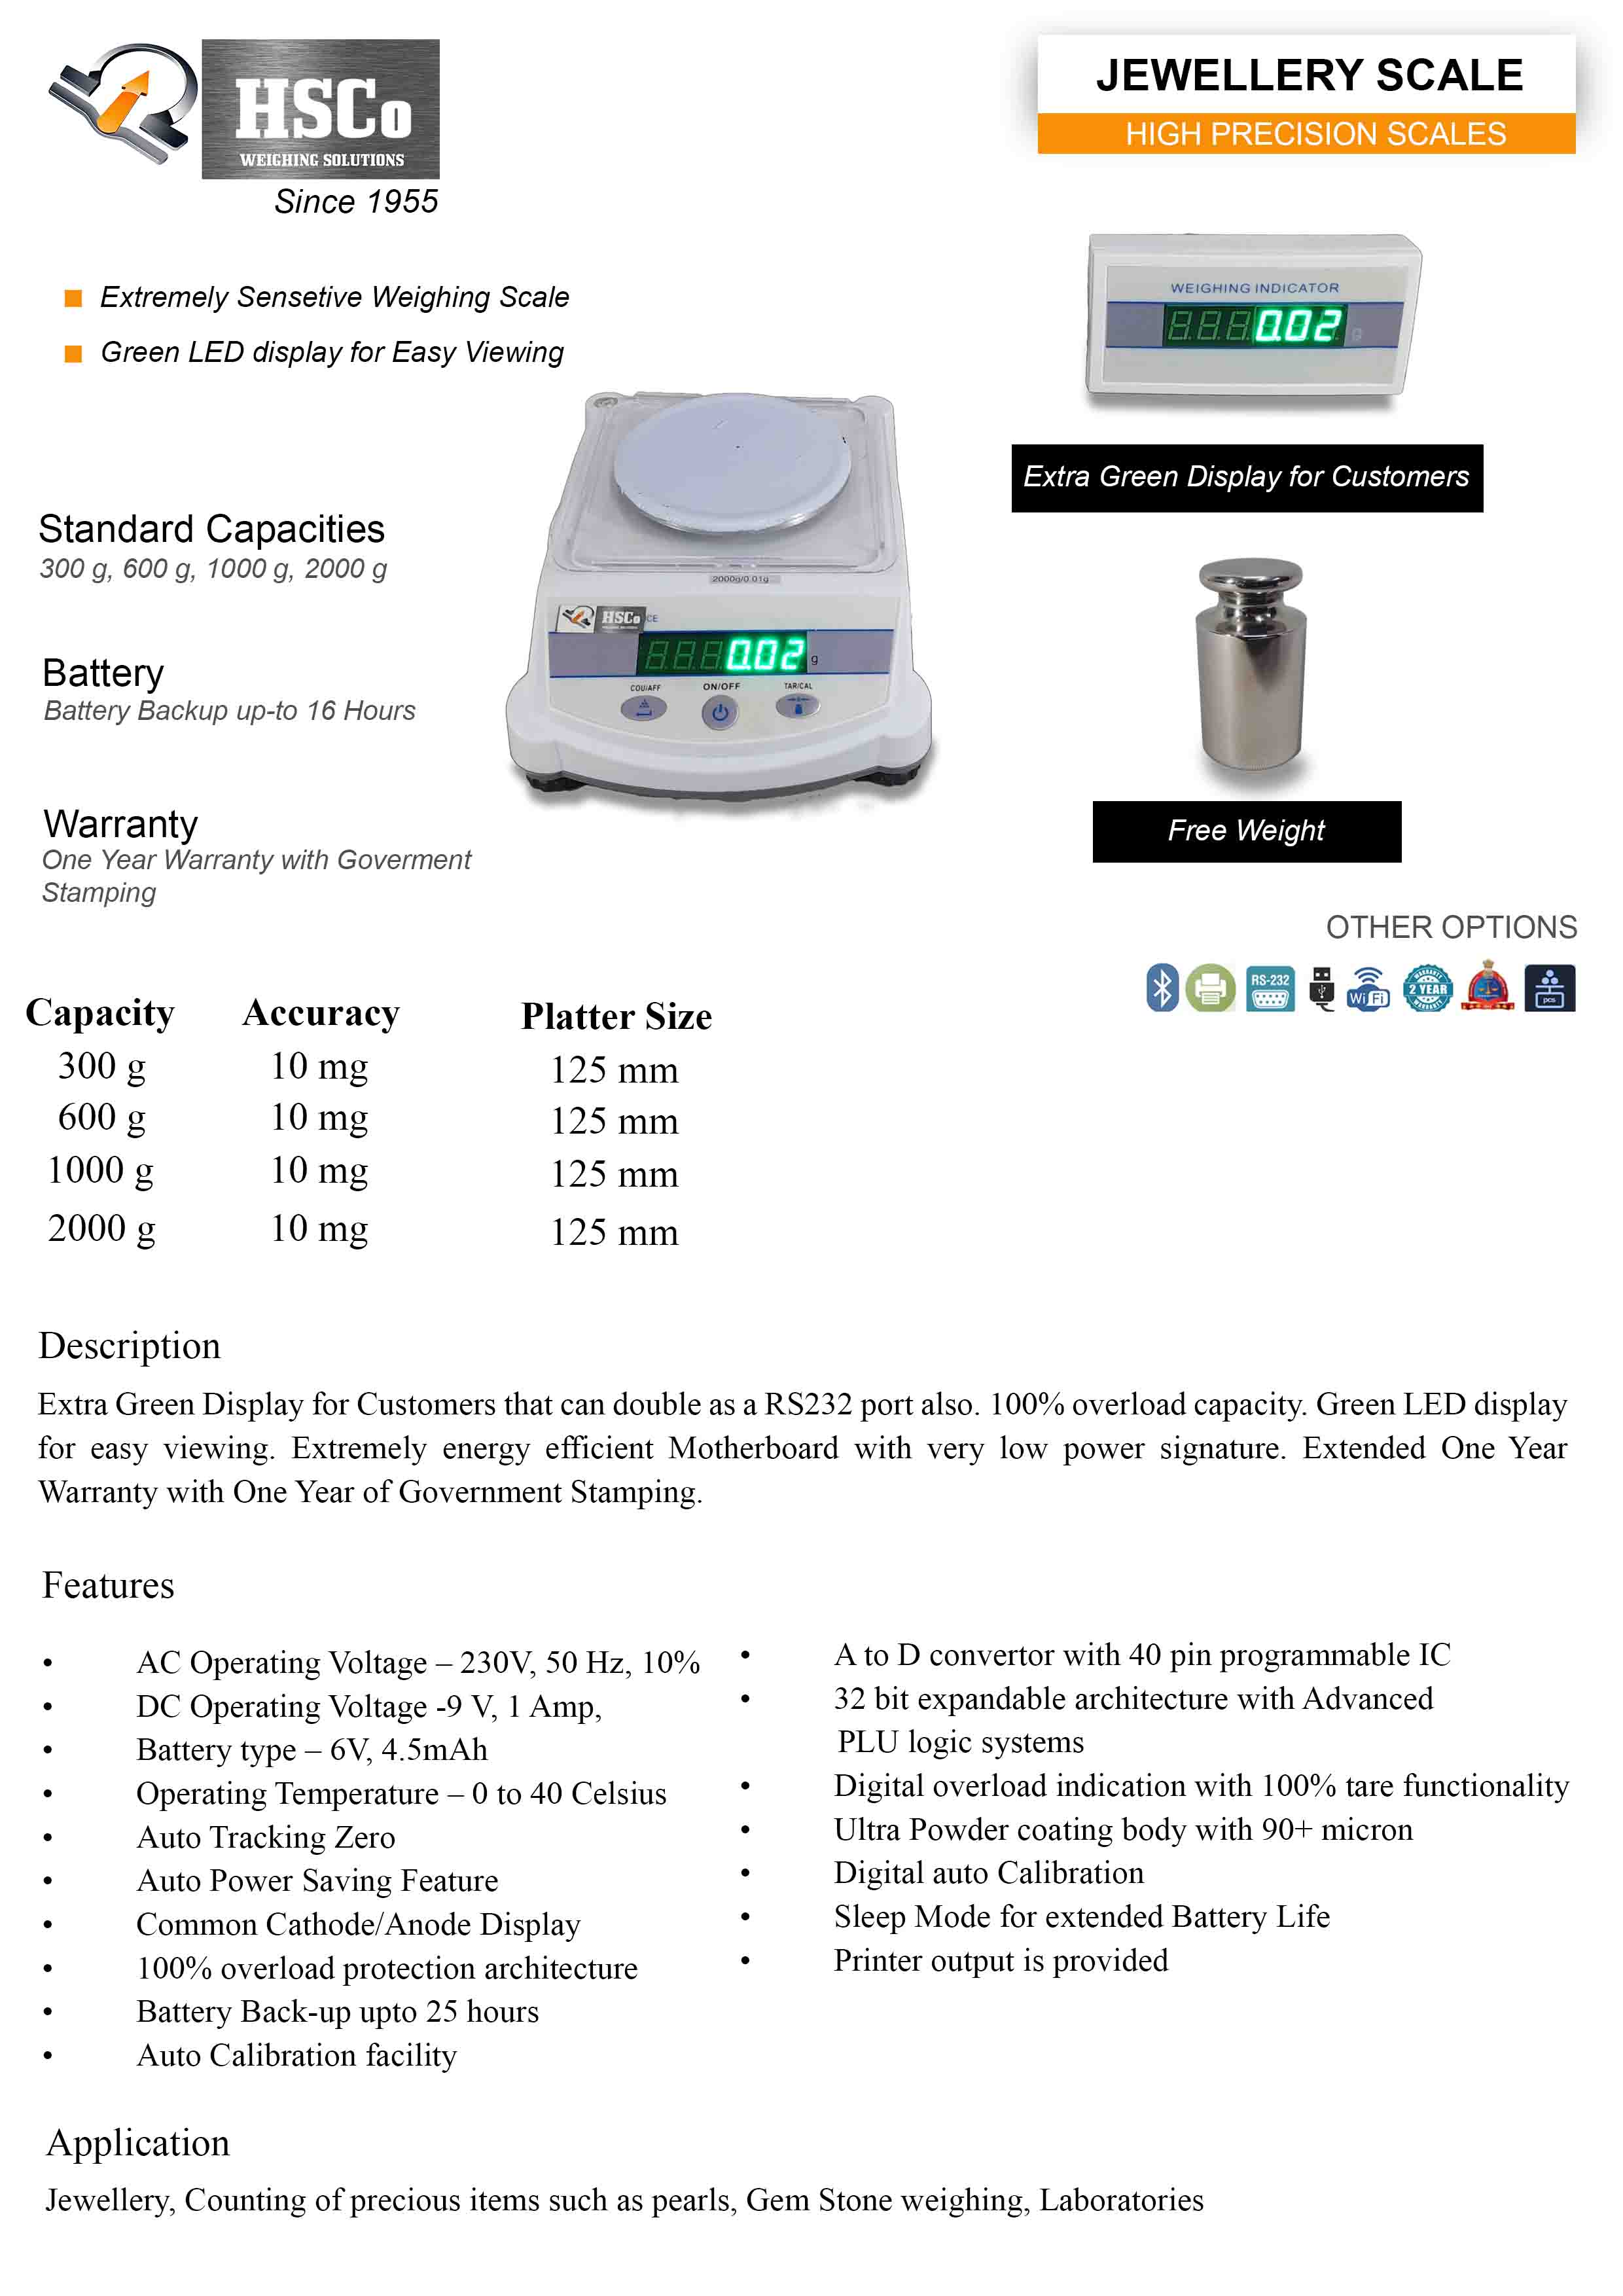 HSCo
WEIGHING SOLUTIONS
Since 1955
JEWELLERY SCALE
HIGH PRECISION SCALES
Extremely Sensetive Weighing Scale
Green LED display for Easy Viewing
WEIGHING INDICATOR
0.02
Extra Green Display for Customers
Standard Capacities
300 g, 600 g, 1000 g, 2000 g
Battery
Battery Backup up-to 16 Hours
Warranty
One Year Warranty with Goverment
Stamping
2000g/0.01g
HSCo CE
0.02 g
COU/AFF ON/OFF TAR/CAL
Free Weight
OTHER OPTIONS
RS-232
WiFi
WARRANTY
2 YEAR
WARRANTY
pcs
Capacity Accuracy Platter Size
300 g 10 mg 125 mm
600 g 10 mg 125 mm
1000 g 10 mg 125 mm
2000 g 10 mg 125 mm
Description
Extra Green Display for Customers that can double as a RS232 port also. 100% overload capacity. Green LED display
for easy viewing. Extremely energy efficient Motherboard with very low power signature. Extended One Year
Warranty with One Year of Government Stamping.
Features
• AC Operating Voltage – 230V, 50 Hz, 10%
• DC Operating Voltage -9 V, 1 Amp,
• Battery type – 6V, 4.5mAh
• Operating Temperature – 0 to 40 Celsius
• Auto Tracking Zero
• Auto Power Saving Feature
• Common Cathode/Anode Display
• 100% overload protection architecture
• Battery Back-up upto 25 hours
• Auto Calibration facility
• A to D convertor with 40 pin programmable IC
• 32 bit expandable architecture with Advanced
PLU logic systems
• Digital overload indication with 100% tare functionality
• Ultra Powder coating body with 90+ micron
• Digital auto Calibration
• Sleep Mode for extended Battery Life
• Printer output is provided
Application
Jewellery, Counting of precious items such as pearls, Gem Stone weighing, Laboratories